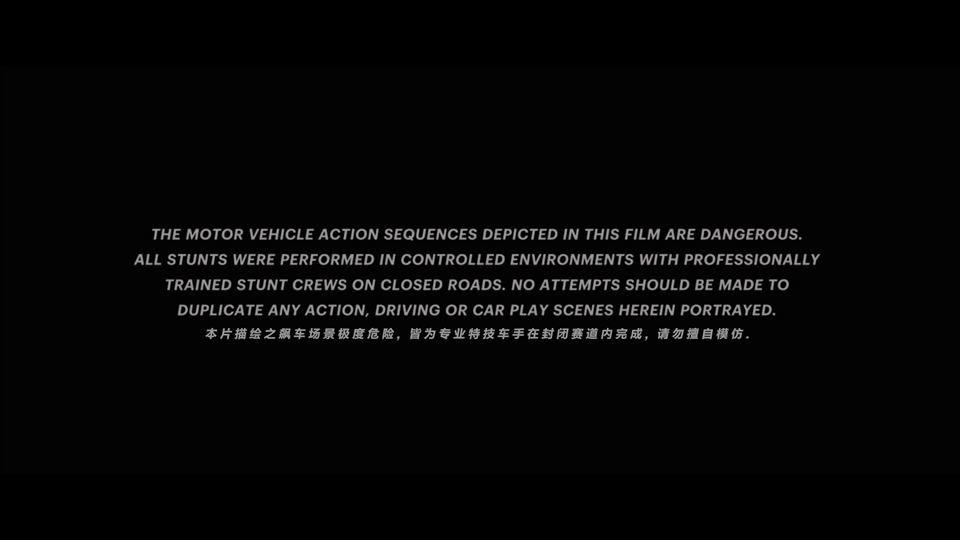 THE MOTOR VEHICLE ACTION SEQUENCES DEPICTED IN THIS FILM ARE DANGEROUS.
ALL STUNTS WERE PERFORMED IN CONTROLLED ENVIRONMENTS WITH PROFESSIONALLY
TRAINED STUNT CREWS ON CLOSED ROADS. NO ATTEMPTS SHOULD BE MADE TO
DUPLICATE ANY ACTION, DRIVING OR CAR PLAY SCENES HEREIN PORTRAYED.
本片描绘之飙车场景极度危险，皆为专业特技车手在封闭赛道内完成，请勿擅自模仿．